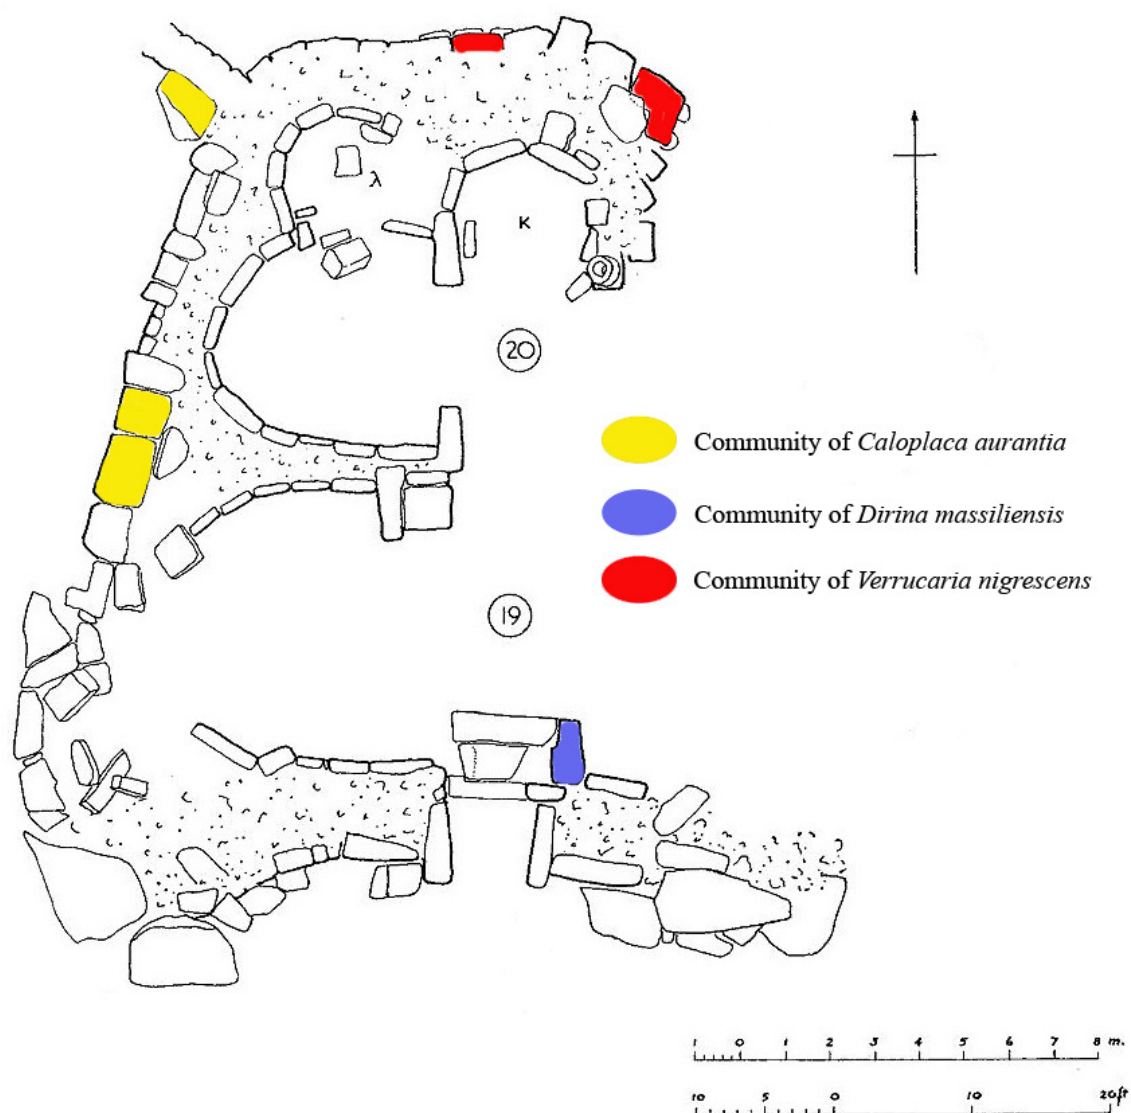 λ
K
20
Community of Caloplaca aurantia
Community of Dirina massiliensis
Community of Verrucaria nigrescens
19
1 0 1 2 3 4 5 6 7 8 m.
10 5 0 10 20ft